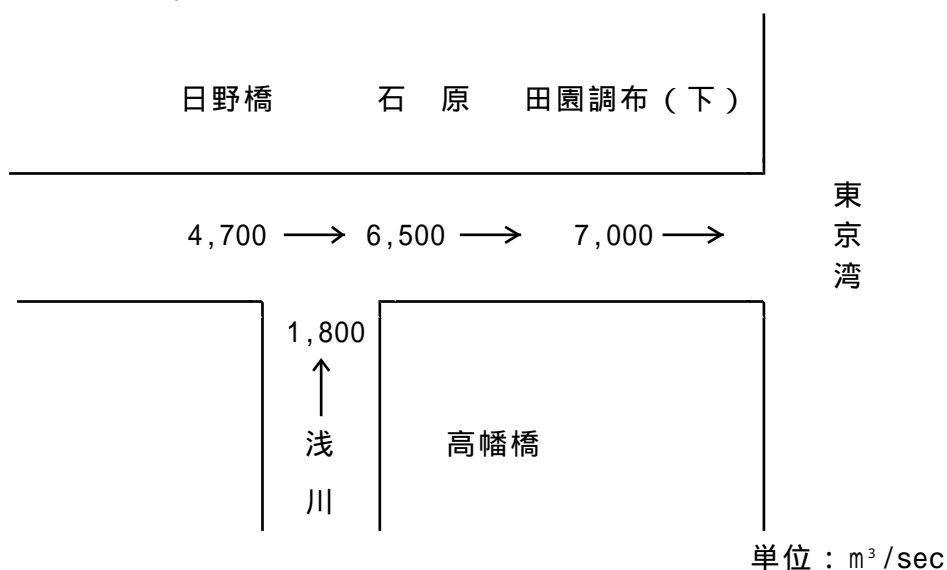 日野橋 石 原 田園調布(下)
東京湾
4,700 → 6,500 → 7,000 →
1,800
↑
浅川
高幡橋
単位:m³/sec